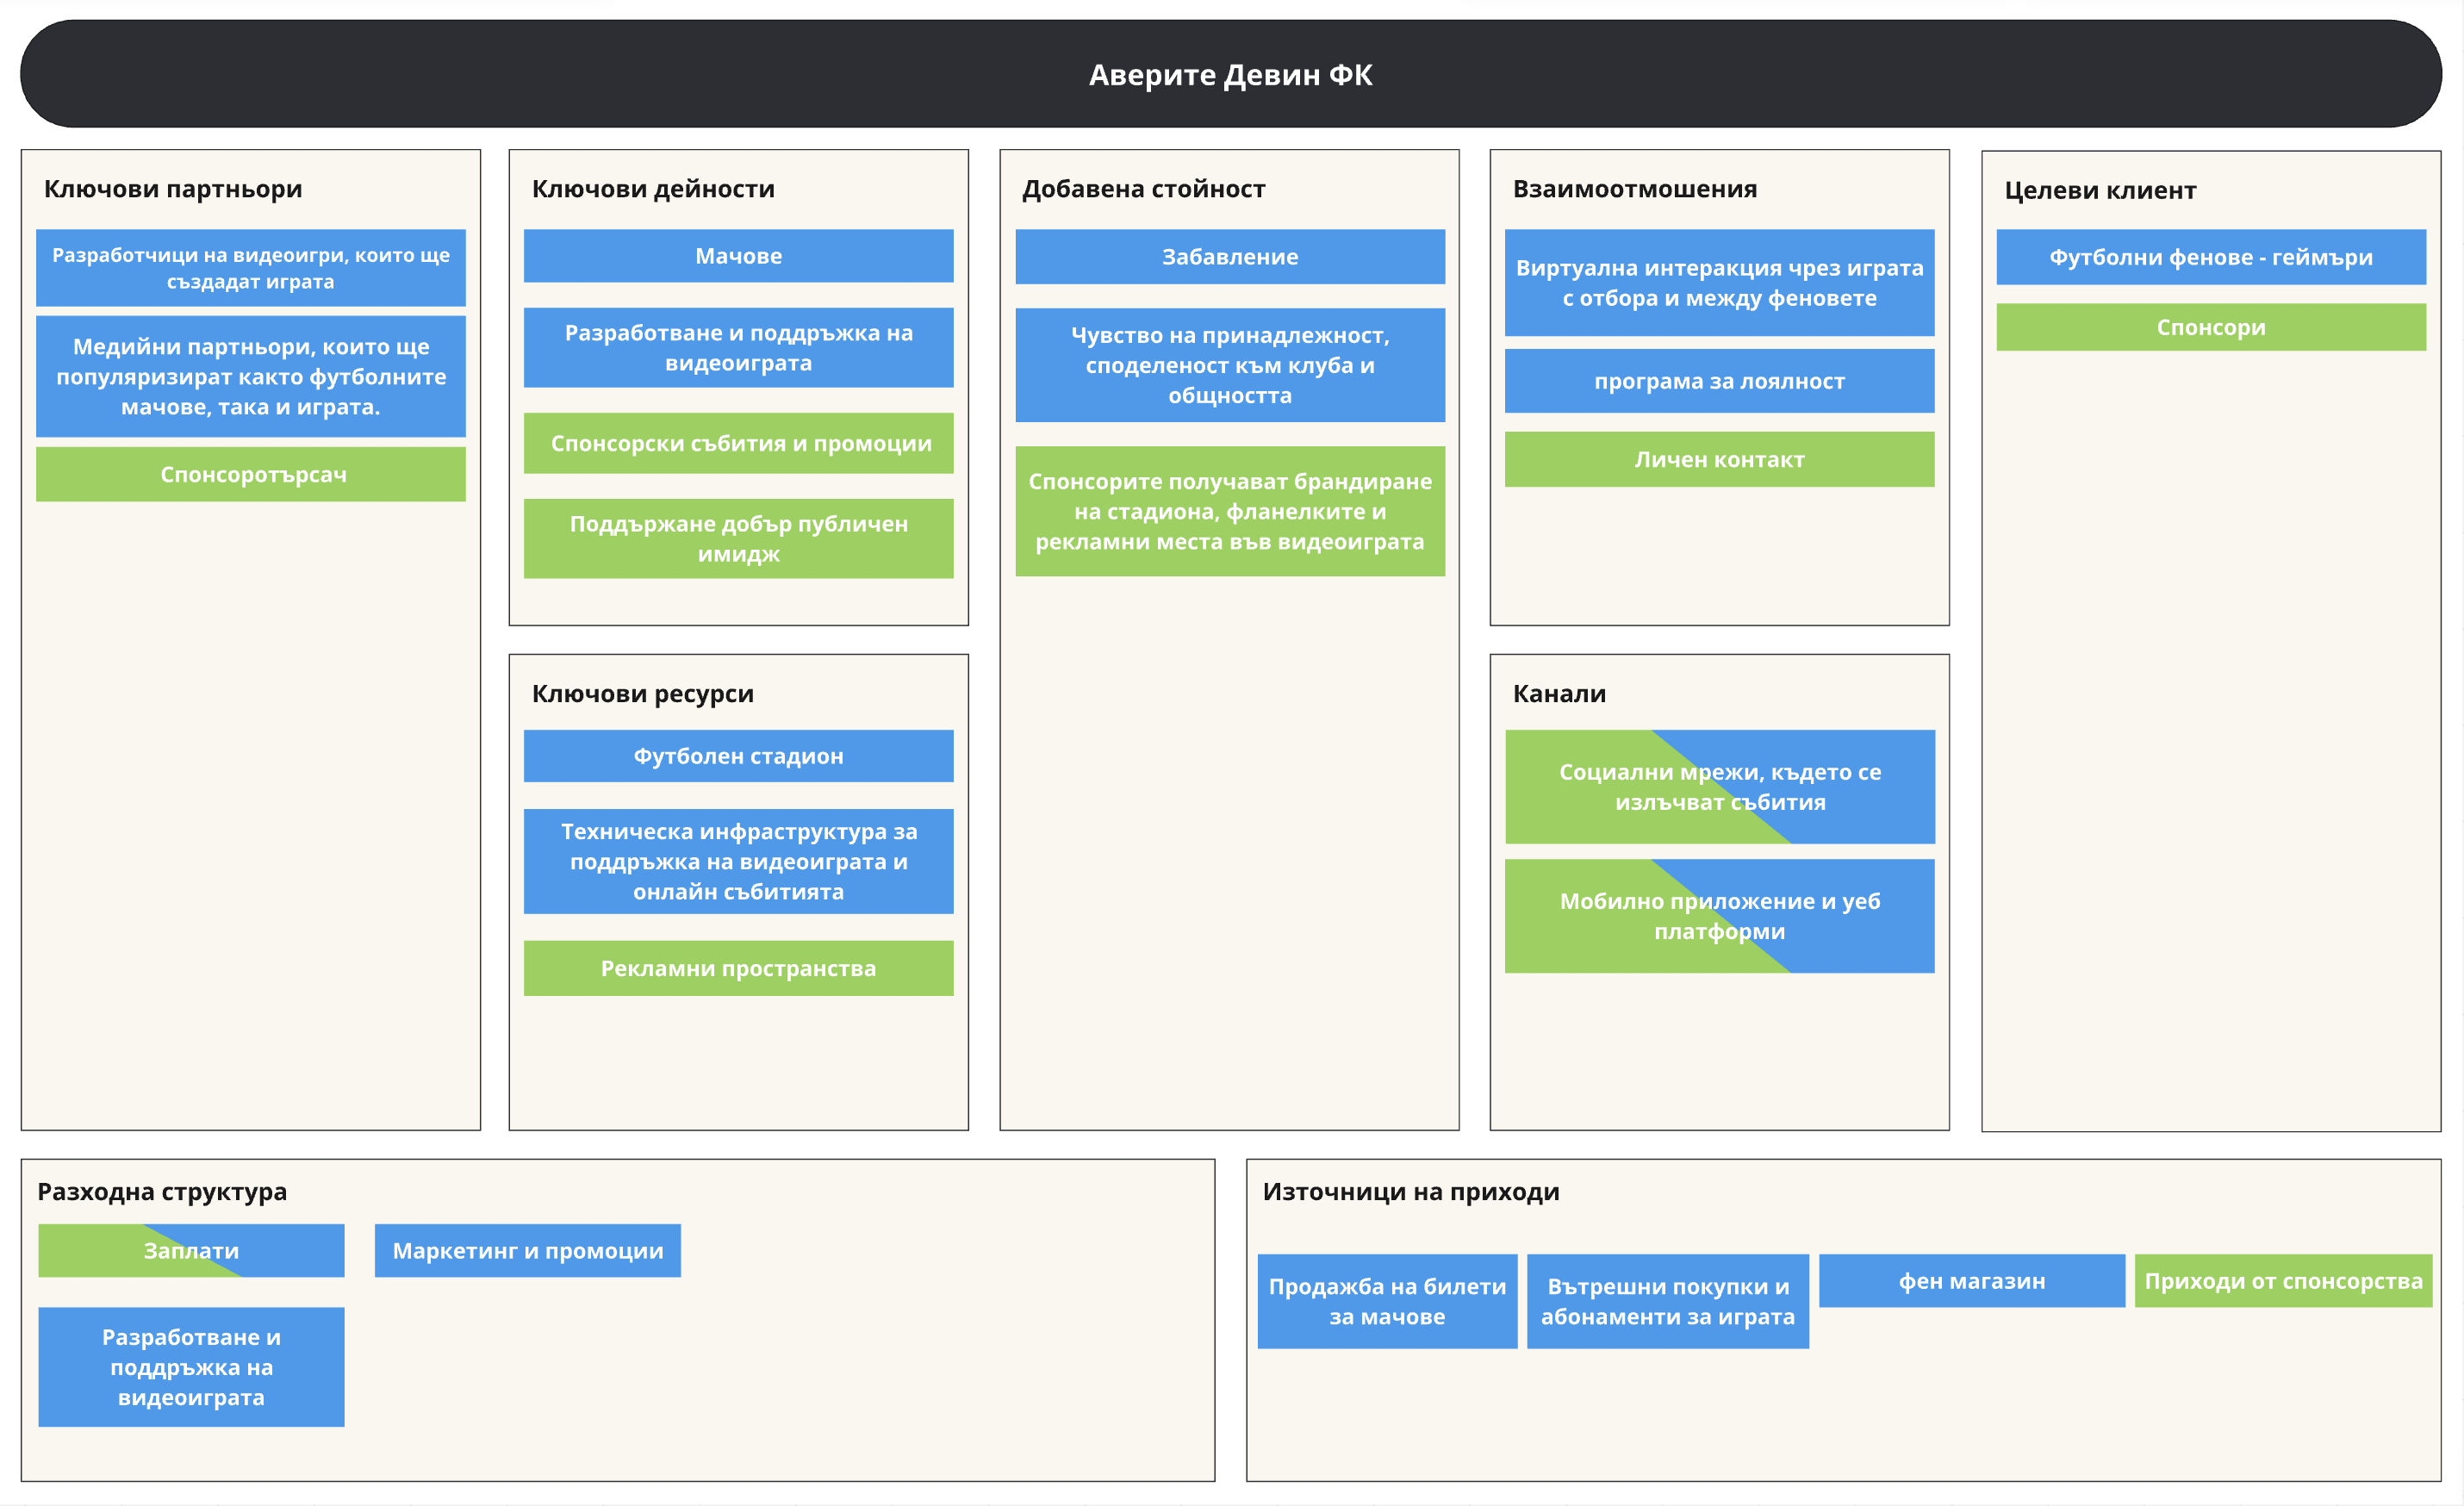 Аверите Девин ФК
Ключови партньори
Разработчици на видеоигри, които ще
създадат играта
Медийни партньори, които ще
популяризират както футболните
мачове, така и играта.
Спонсоротърсач
Ключови дейности
Мачове
Разработване и поддръжка на
видеоиграта
Спонсорски събития и промоции
Поддържане добър публичен
имидж
Ключови ресурси
Футболен стадион
Техническа инфраструктура за
поддръжка на видеоиграта и
онлайн събитията
Рекламни пространства
Добавена стойност
Забавление
Чувство на принадлежност,
споделеност към клуба и
общността
Спонсорите получават брандиране
на стадиона, фланелките и
рекламни места във видеоиграта
Взаимоотмошения
Виртуална интеракция чрез играта
с отбора и между феновете
програма за лоялност
Личен контакт
Канали
Социални мрежи, където се
излъчват събития
Мобилно приложение и уеб
платформи
Целеви клиент
Футболни фенове - геймъри
Спонсори
Разходна структура
Заплати
Маркетинг и промоции
Разработване и
поддръжка на
видеоиграта
Източници на приходи
Продажба на билети
за мачове
Вътрешни покупки и
абонаменти за играта
фен магазин
Приходи от спонсорства